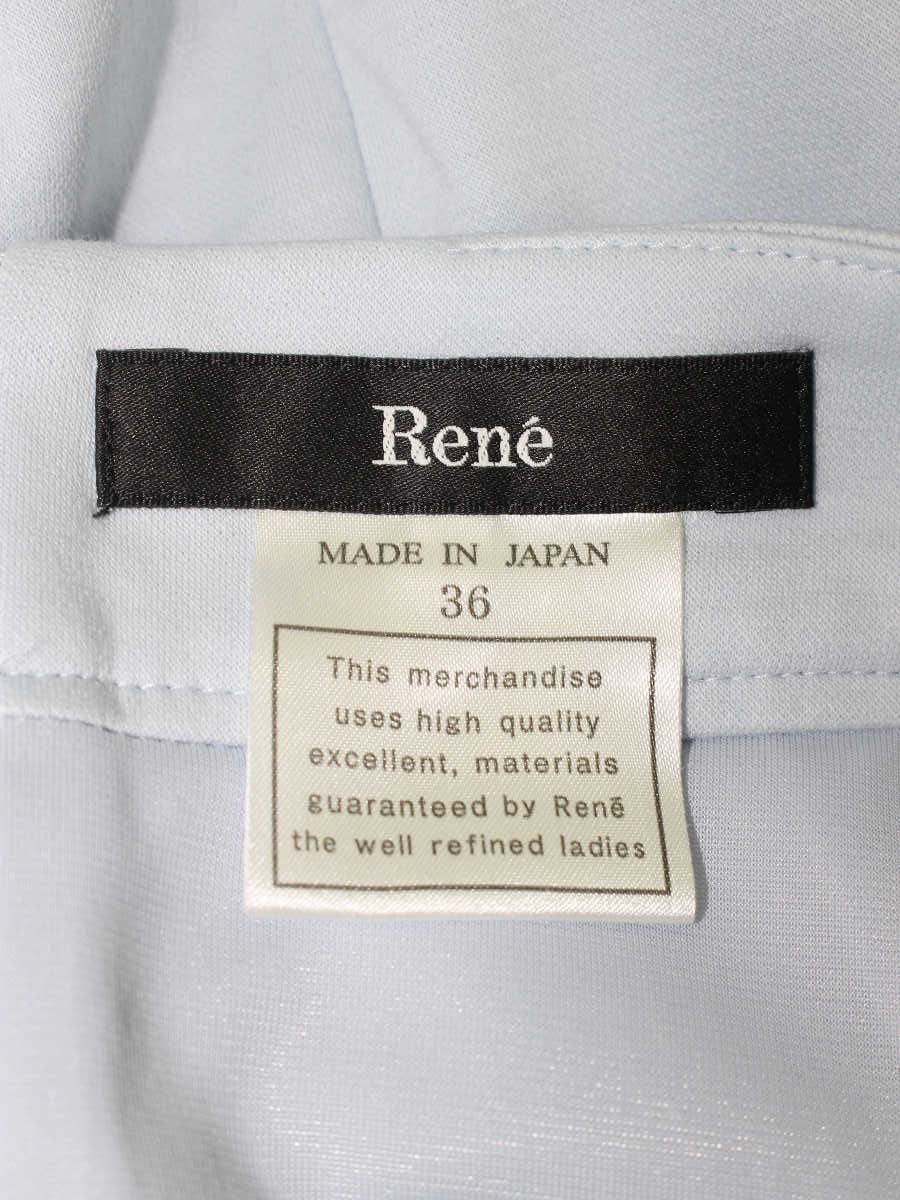 René
MADE IN JAPAN
36
This merchandise
uses high quality
excellent, materials
guaranteed by Renē
the well refined ladies